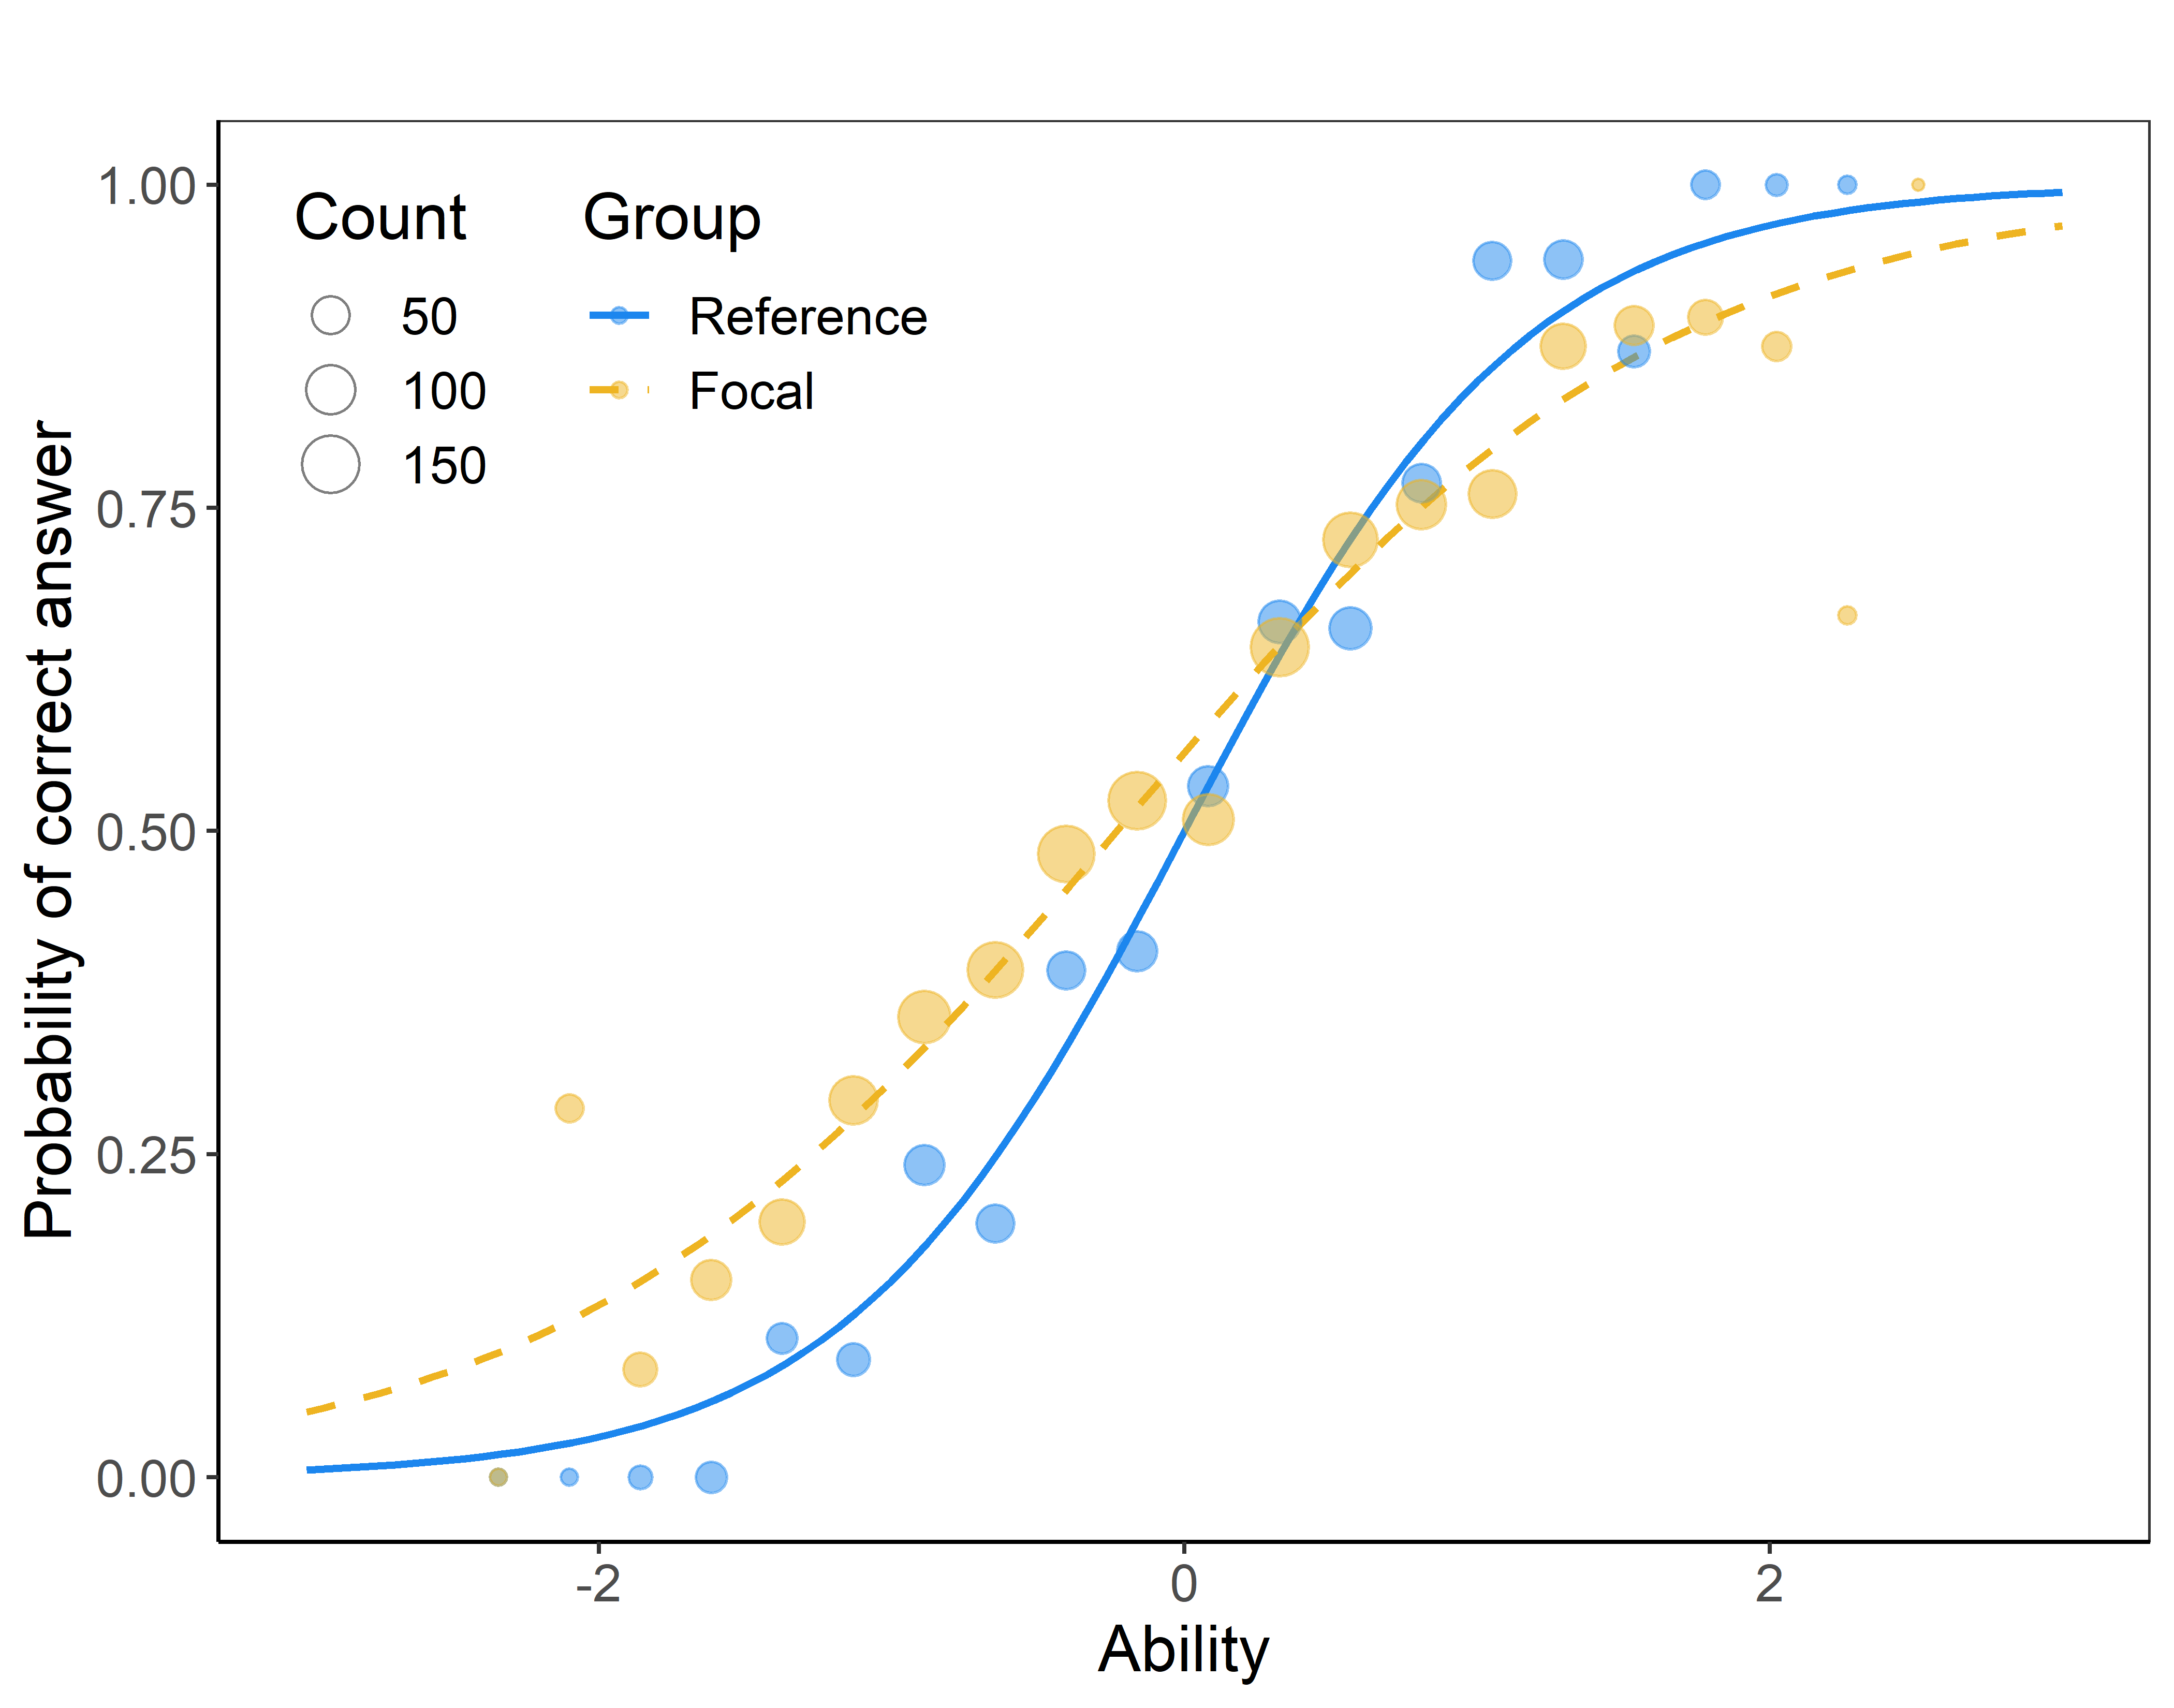 Count
50
100
150
Group
Reference
Focal
Probability of correct answer
1.00
0.75
0.50
0.25
0.00
-2
0
2
Ability